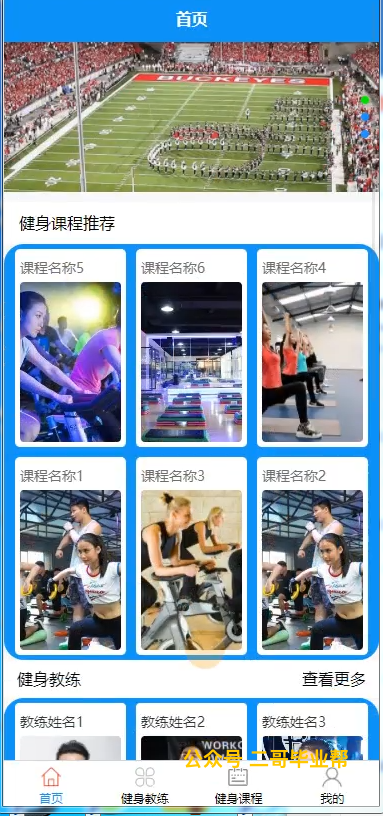 首页
BUCKEYES
健身课程推荐
课程名称5 课程名称6 课程名称4
课程名称1 课程名称3 课程名称2
健身教练 查看更多
教练姓名1 教练姓名2 教练姓名3
WORKO
公众号 二哥毕业帮
首页 健身教练 健身课程 我的